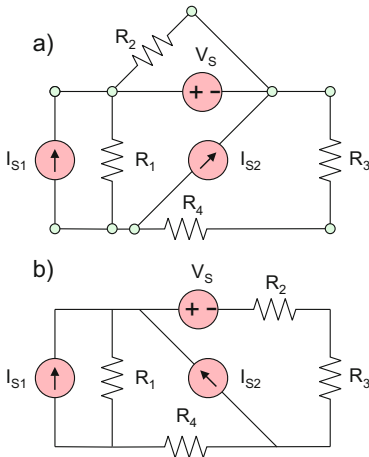 a)
R2
VS
+ -
IS1
R1
IS2
R3
R4
b)
VS
+ -
R2
IS1
R1
IS2
R3
R4